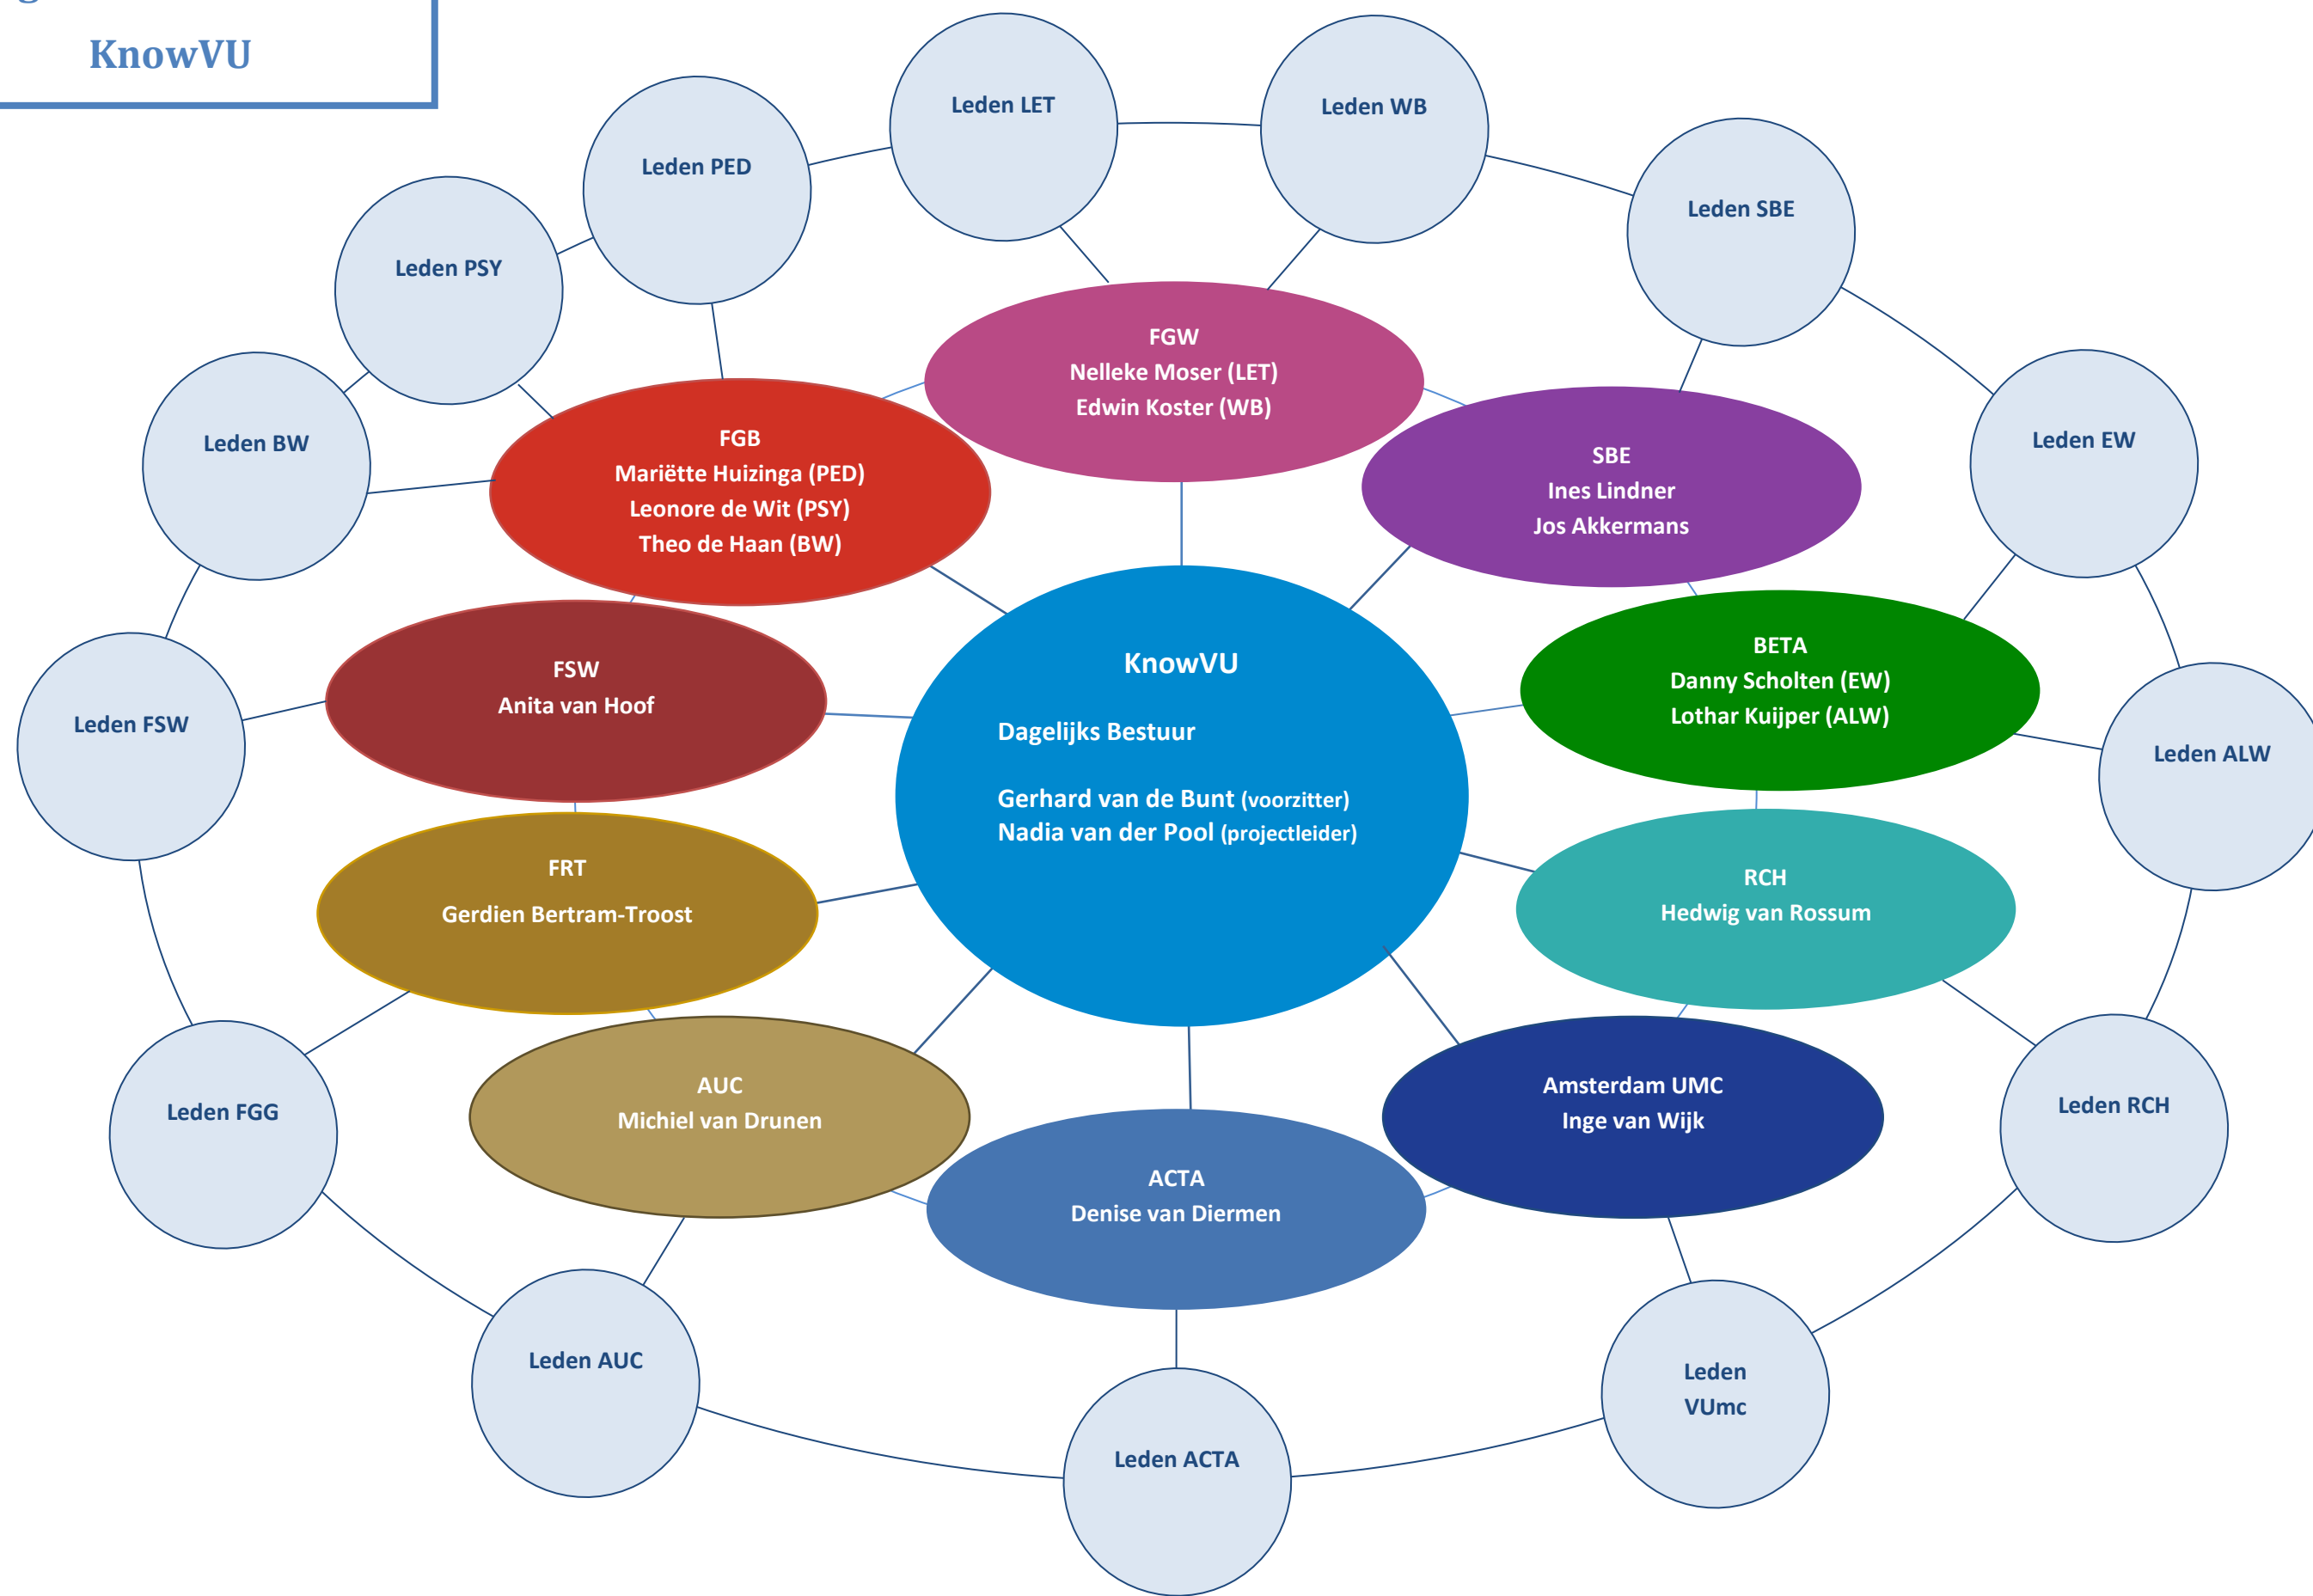 KnowVU
Leden LET
Leden WB
Leden PED
Leden SBE
Leden PSY
Leden BW
Leden EW
FGW
Nelleke Moser (LET)
Edwin Koster (WB)
FGB
Mariëtte Huizinga (PED)
Leonore de Wit (PSY)
Theo de Haan (BW)
SBE
Ines Lindner
Jos Akkermans
KnowVU
Dagelijks Bestuur
Gerhard van de Bunt (voorzitter)
Nadia van der Pool (projectleider)
BETA
Danny Scholten (EW)
Lothar Kuijper (ALW)
FSW
Anita van Hoof
Leden FSW
Leden ALW
FRT
Gerdien Bertram-Troost
RCH
Hedwig van Rossum
Leden FGG
AUC
Michiel van Drunen
Amsterdam UMC
Inge van Wijk
Leden RCH
ACTA
Denise van Diermen
Leden AUC
Leden
VUmc
Leden ACTA